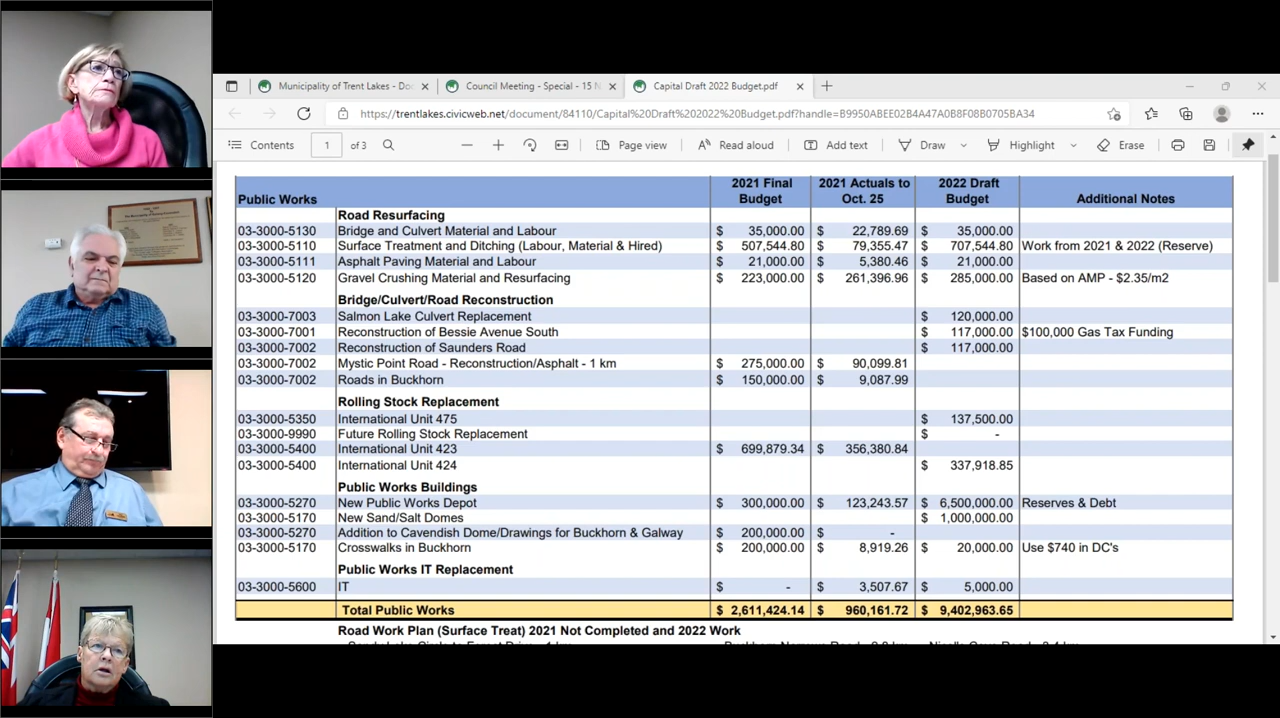 Municipality of Trent Lakes - Doc
Council Meeting - Special - 15 N
Capital Draft 2022 Budget.pdf
https://trentlakes.civicweb.net/document/84110/Capital%20Draft%202022%20Budget.pdf?handle=B9950ABEE02B4A47A0B8F08B0705BA34
Contents 1 of 3 Page view Read aloud Add text Draw Highlight Erase
Public Works 2021 Final Budget 2021 Actuals to Oct. 25 2022 Draft Budget Additional Notes
Road Resurfacing
03-3000-5130 Bridge and Culvert Material and Labour $ 35,000.00 $ 22,789.69 $ 35,000.00
03-3000-5110 Surface Treatment and Ditching (Labour, Material & Hired) $ 507,544.80 $ 79,355.47 $ 707,544.80 Work from 2021 & 2022 (Reserve)
03-3000-5111 Asphalt Paving Material and Labour $ 21,000.00 $ 5,380.46 $ 21,000.00
03-3000-5120 Gravel Crushing Material and Resurfacing $ 223,000.00 $ 261,396.96 $ 285,000.00 Based on AMP - $2.35/m2
Bridge/Culvert/Road Reconstruction
03-3000-7003 Salmon Lake Culvert Replacement $ 120,000.00
03-3000-7001 Reconstruction of Bessie Avenue South $ 117,000.00 $100,000 Gas Tax Funding
03-3000-7002 Reconstruction of Saunders Road $ 117,000.00
03-3000-7002 Mystic Point Road - Reconstruction/Asphalt - 1 km $ 275,000.00 $ 90,099.81
03-3000-7002 Roads in Buckhorn $ 150,000.00 $ 9,087.99
Rolling Stock Replacement
03-3000-5350 International Unit 475 $ 137,500.00
03-3000-9990 Future Rolling Stock Replacement $ -
03-3000-5400 International Unit 423 $ 699,879.34 $ 356,380.84
03-3000-5400 International Unit 424 $ 337,918.85
Public Works Buildings
03-3000-5270 New Public Works Depot $ 300,000.00 $ 123,243.57 $ 6,500,000.00 Reserves & Debt
03-3000-5170 New Sand/Salt Domes $ 1,000,000.00
03-3000-5270 Addition to Cavendish Dome/Drawings for Buckhorn & Galway $ 200,000.00 $ -
03-3000-5170 Crosswalks in Buckhorn $ 200,000.00 $ 8,919.26 $ 20,000.00 Use $740 in DC's
Public Works IT Replacement
03-3000-5600 IT $ - $ 3,507.67 $ 5,000.00
Total Public Works $ 2,611,424.14 $ 960,161.72 $ 9,402,963.65
Road Work Plan (Surface Treat) 2021 Not Completed and 2022 Work